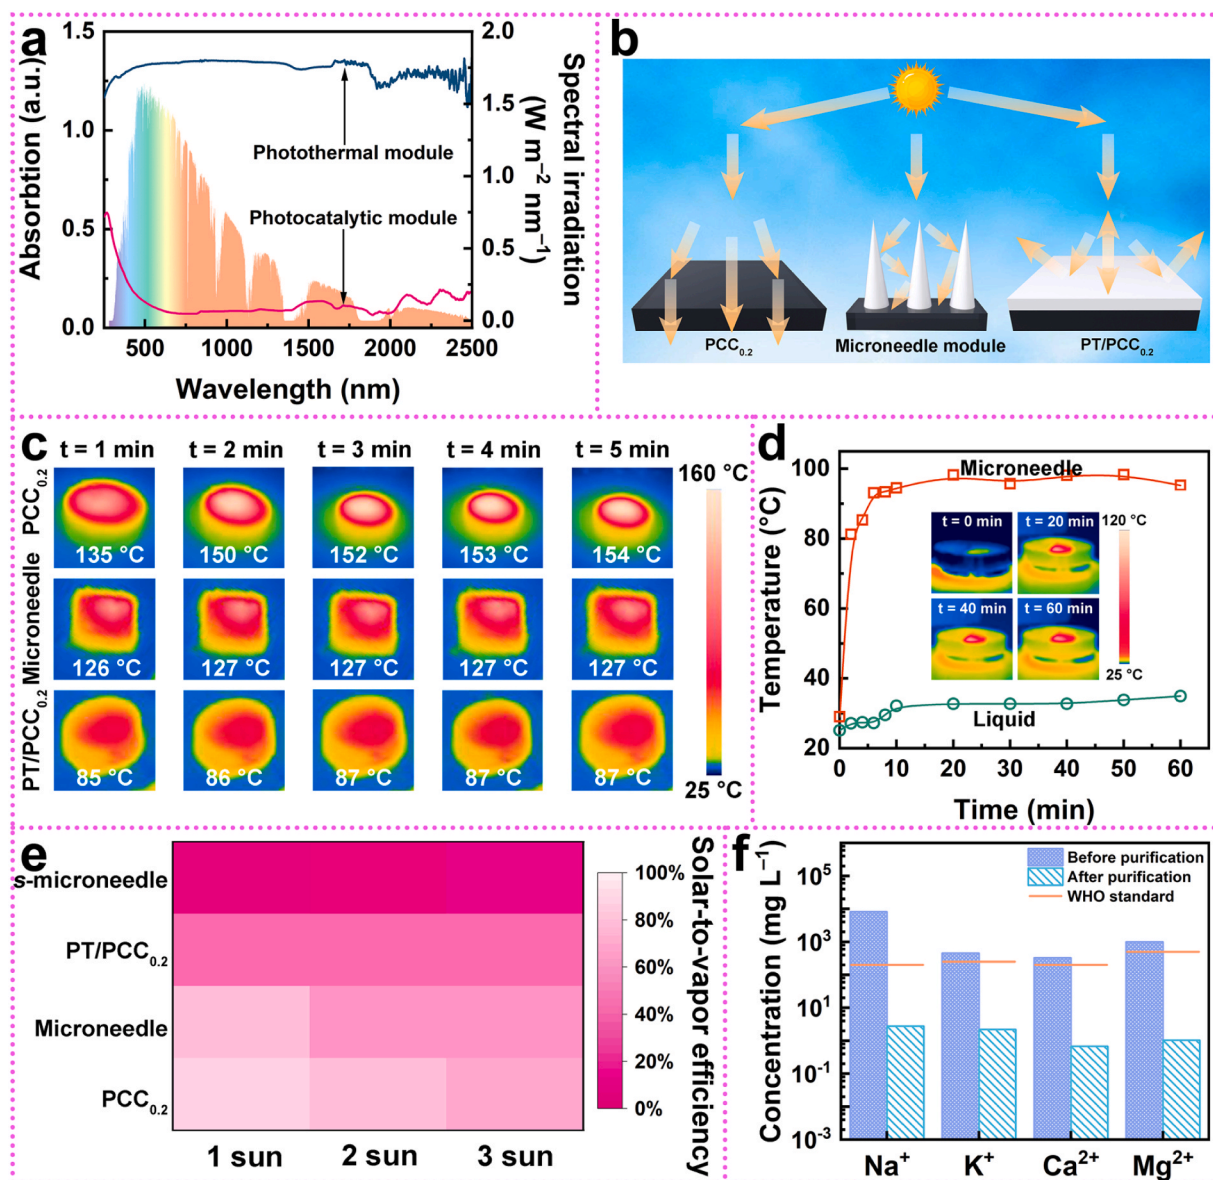 a
Absorbtion (a.u.)
1.5
1.0
0.5
0.0
2.0
1.5
1.0
0.5
0.0
Spectral irradiation
(W m⁻² nm⁻¹)
Photothermal module
Photocatalytic module
500 1000 1500 2000 2500
Wavelength (nm)
b
PCC₀.₂
Microneedle module
PT/PCC₀.₂
c
t = 1 min t = 2 min t = 3 min t = 4 min t = 5 min
PCC₀.₂
135 °C 150 °C 152 °C 153 °C 154 °C
Microneedle
126 °C 127 °C 127 °C 127 °C 127 °C
PT/PCC₀.₂
85 °C 86 °C 87 °C 87 °C 87 °C
160 °C
25 °C
d
Temperature (°C)
100
80
60
40
20
Microneedle
t = 0 min t = 20 min
t = 40 min t = 60 min
120 °C
25 °C
Liquid
0 10 20 30 40 50 60
Time (min)
e
s-microneedle
PT/PCC₀.₂
Microneedle
PCC₀.₂
1 sun 2 sun 3 sun
100%
80%
60%
40%
20%
0%
Solar-to-vapor efficiency
f
Concentration (mg L⁻¹)
10⁵
10³
10¹
10⁻¹
10⁻³
Before purification
After purification
WHO standard
Na⁺ K⁺ Ca²⁺ Mg²⁺